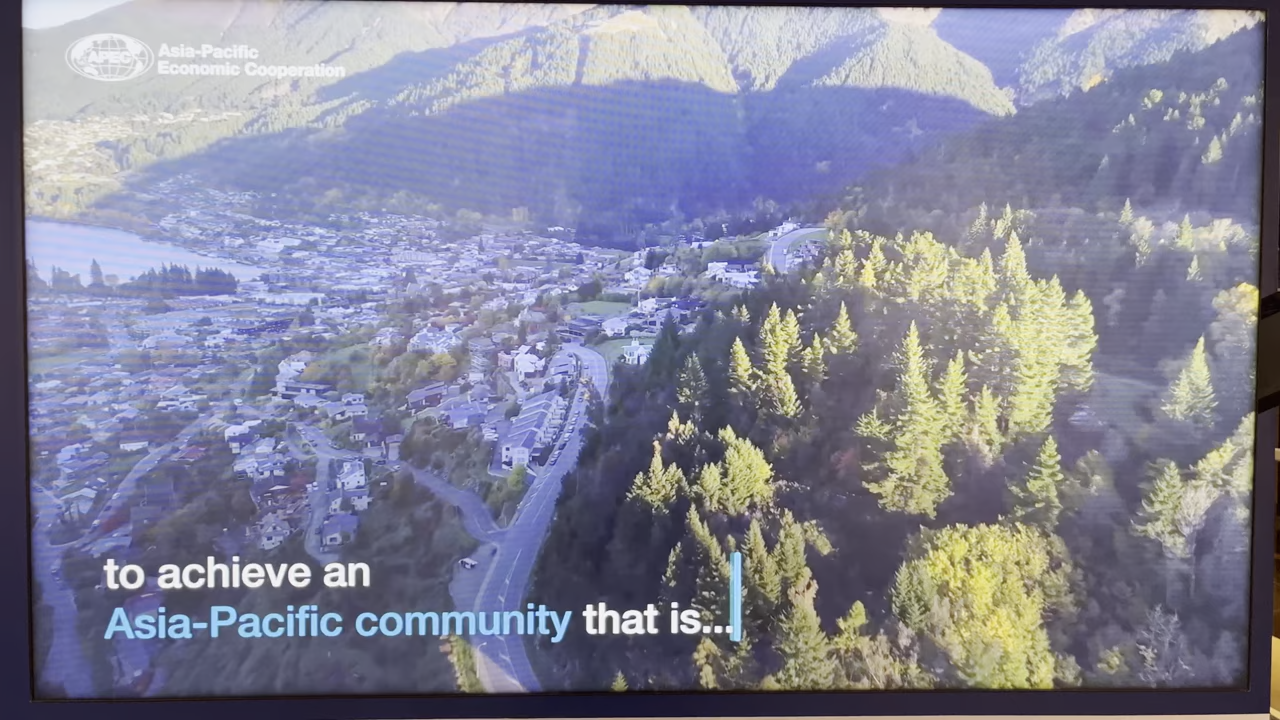 APEC
Asia-Pacific
Economic Cooperation
to achieve an
Asia-Pacific community that is...